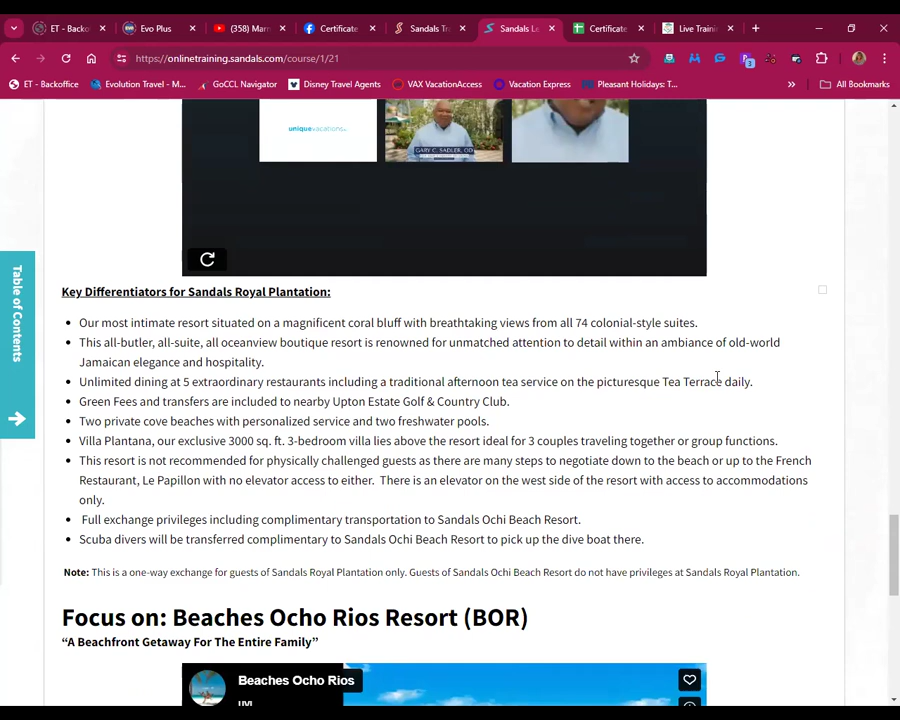 ET - Backo
Evo Plus
(358) Marr
Certificate
Sandals Tr
Sandals L
Certificate
Live Traini
https://onlinetraining.sandals.com/course/1/21
3
ET - Backoffice
Evolution Travel - M...
GoCCL Navigator
Disney Travel Agents
VAX VacationAccess
Vacation Express
Pleasant Holidays: T...
»
All Bookmarks
uniquevacations
GARY C. SADLER, OD
Table of Contents
Key Differentiators for Sandals Royal Plantation:
• Our most intimate resort situated on a magnificent coral bluff with breathtaking views from all 74 colonial-style suites.
• This all-butler, all-suite, all oceanview boutique resort is renowned for unmatched attention to detail within an ambiance of old-world
Jamaican elegance and hospitality.
• Unlimited dining at 5 extraordinary restaurants including a traditional afternoon tea service on the picturesque Tea Terrace daily.
• Green Fees and transfers are included to nearby Upton Estate Golf & Country Club.
• Two private cove beaches with personalized service and two freshwater pools.
• Villa Plantana, our exclusive 3000 sq. ft. 3-bedroom villa lies above the resort ideal for 3 couples traveling together or group functions.
• This resort is not recommended for physically challenged guests as there are many steps to negotiate down to the beach or up to the French
Restaurant, Le Papillon with no elevator access to either. There is an elevator on the west side of the resort with access to accommodations
only.
• Full exchange privileges including complimentary transportation to Sandals Ochi Beach Resort.
• Scuba divers will be transferred complimentary to Sandals Ochi Beach Resort to pick up the dive boat there.
Note: This is a one-way exchange for guests of Sandals Royal Plantation only. Guests of Sandals Ochi Beach Resort do not have privileges at Sandals Royal Plantation.
Focus on: Beaches Ocho Rios Resort (BOR)
“A Beachfront Getaway For The Entire Family”
Beaches Ocho Rios
UVI